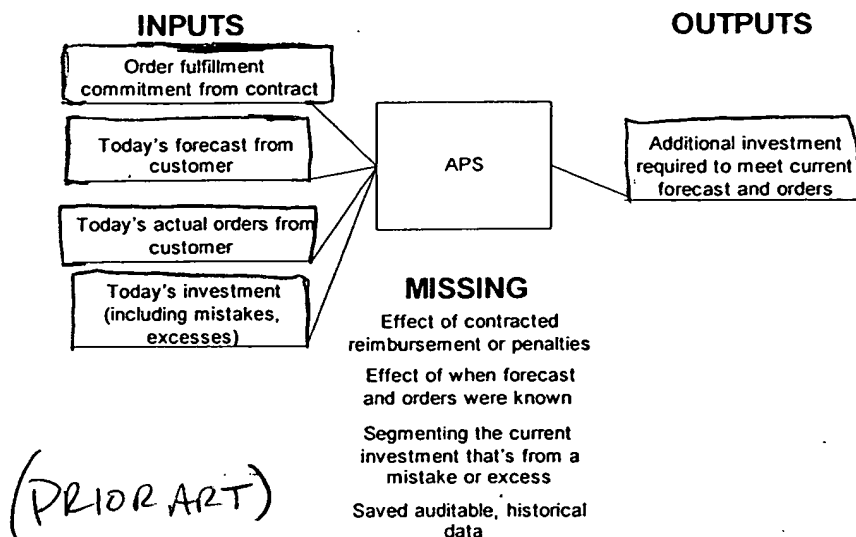 INPUTS
Order fulfillment
commitment from contract
Today's forecast from
customer
Today's actual orders from
customer
Today's investment
(including mistakes,
excesses)
APS
OUTPUTS
Additional investment
required to meet current
forecast and orders
MISSING
Effect of contracted
reimbursement or penalties
Effect of when forecast
and orders were known
Segmenting the current
investment that's from a
mistake or excess
Saved auditable, historical
data
(PRIOR ART)